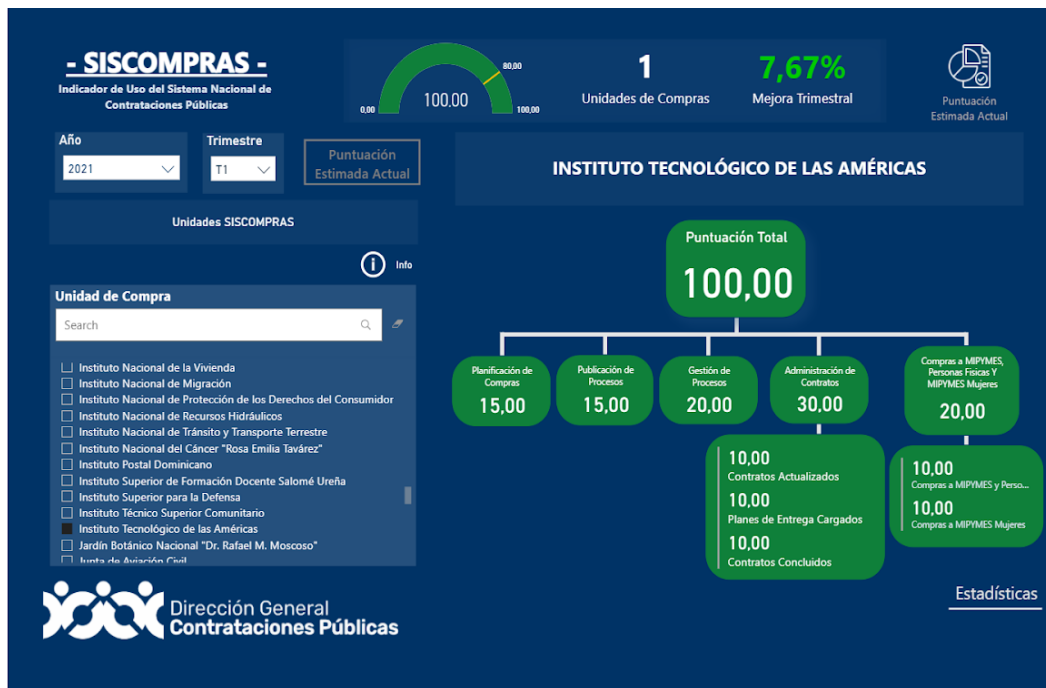 - SISCOMPRAS -
Indicador de Uso del Sistema Nacional de
Contrataciones Públicas
0,00
100,00
80,00
100,00
1
Unidades de Compras
7,67%
Mejora Trimestral
Puntuación
Estimada Actual
Año
2021
Trimestre
T1
Puntuación
Estimada Actual
INSTITUTO TECNOLÓGICO DE LAS AMÉRICAS
Unidades SISCOMPRAS
Info
Unidad de Compra
Search
Instituto Nacional de la Vivienda
Instituto Nacional de Migración
Instituto Nacional de Protección de los Derechos del Consumidor
Instituto Nacional de Recursos Hidráulicos
Instituto Nacional de Tránsito y Transporte Terrestre
Instituto Nacional del Cáncer "Rosa Emilia Tavárez"
Instituto Postal Dominicano
Instituto Superior de Formación Docente Salomé Ureña
Instituto Superior para la Defensa
Instituto Técnico Superior Comunitario
Instituto Tecnológico de las Américas
Jardín Botánico Nacional "Dr. Rafael M. Moscoso"
Junta de Aviación Civil
Puntuación Total
100,00
Planificación de
Compras
15,00
Publicación de
Procesos
15,00
Gestión de
Procesos
20,00
Administración de
Contratos
30,00
Compras a MIPYMES,
Personas Fisicas Y
MIPYMES Mujeres
20,00
10,00
Contratos Actualizados
10,00
Planes de Entrega Cargados
10,00
Contratos Concluidos
10,00
Compras a MIPYMES y Perso...
10,00
Compras a MIPYMES Mujeres
Estadísticas
Dirección General
Contrataciones Públicas